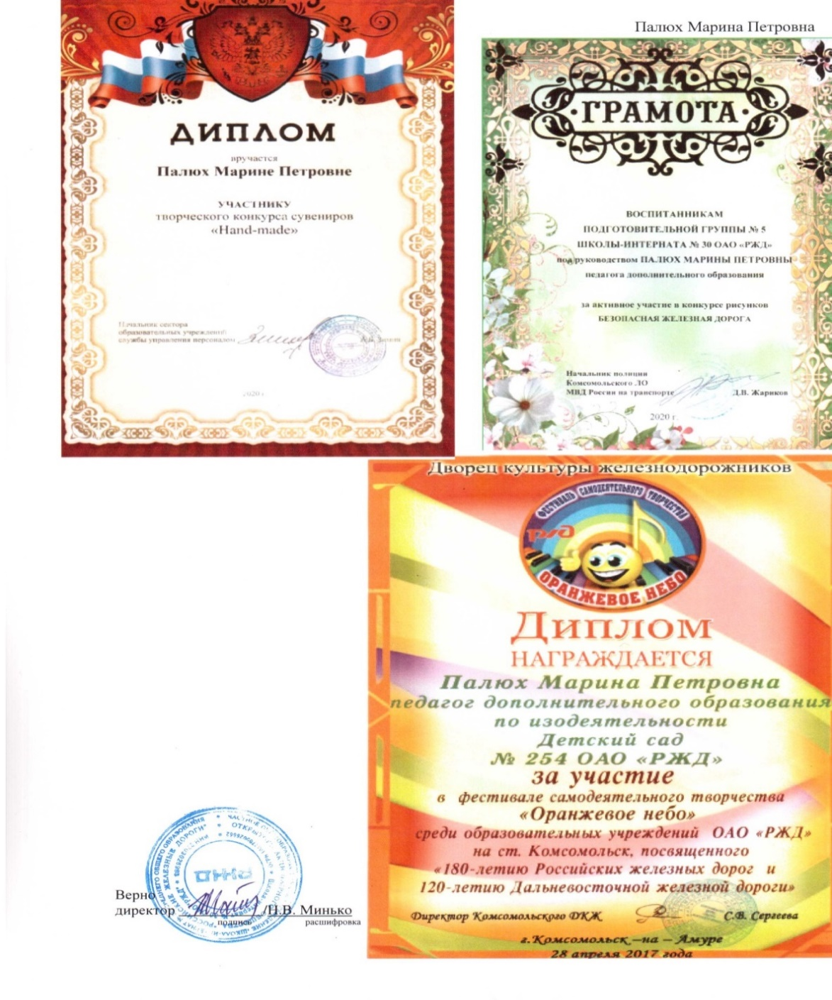 Палюх Марина Петровна
ДИПЛОМ
вручается
Палюх Марине Петровне
УЧАСТНИКУ
творческого конкурса сувениров
«Hand-made»
Начальник сектора
образовательных учреждений
службы управления персоналом
2020 г.
ГРАМОТА
ВОСПИТАННИКАМ
ПОДГОТОВИТЕЛЬНОЙ ГРУППЫ № 5
ШКОЛЫ-ИНТЕРНАТА № 30 ОАО «РЖД»
под руководством ПАЛЮХ МАРИНЫ ПЕТРОВНЫ
педагога дополнительного образования
за активное участие в конкурсе рисунков
БЕЗОПАСНАЯ ЖЕЛЕЗНАЯ ДОРОГА
Начальник полиции
Комсомольского ЛО
МВД России на транспорте Д.В. Жариков
2020 г.
Дворец культуры железнодорожников
ФЕСТИВАЛЬ САМОДЕЯТЕЛЬНОГО ТВОРЧЕСТВА
РЖД
ОРАНЖЕВОЕ НЕБО
Диплом
НАГРАЖДАЕТСЯ
Палюх Марина Петровна
педагог дополнительного образования
по изодеятельности
Детский сад
№ 254 ОАО «РЖД»
за участие
в фестивале самодеятельного творчества
«Оранжевое небо»
среди образовательных учреждений ОАО «РЖД»
на ст. Комсомольск, посвященного
«180-летию Российских железных дорог и
120-летию Дальневосточной железной дороги»
Директор Комсомольского ДКЖ С.В. Сергеева
г.Комсомольск –на – Амуре
28 апреля 2017 года
Верно
директор /Н.В. Минько
подпись расшифровка